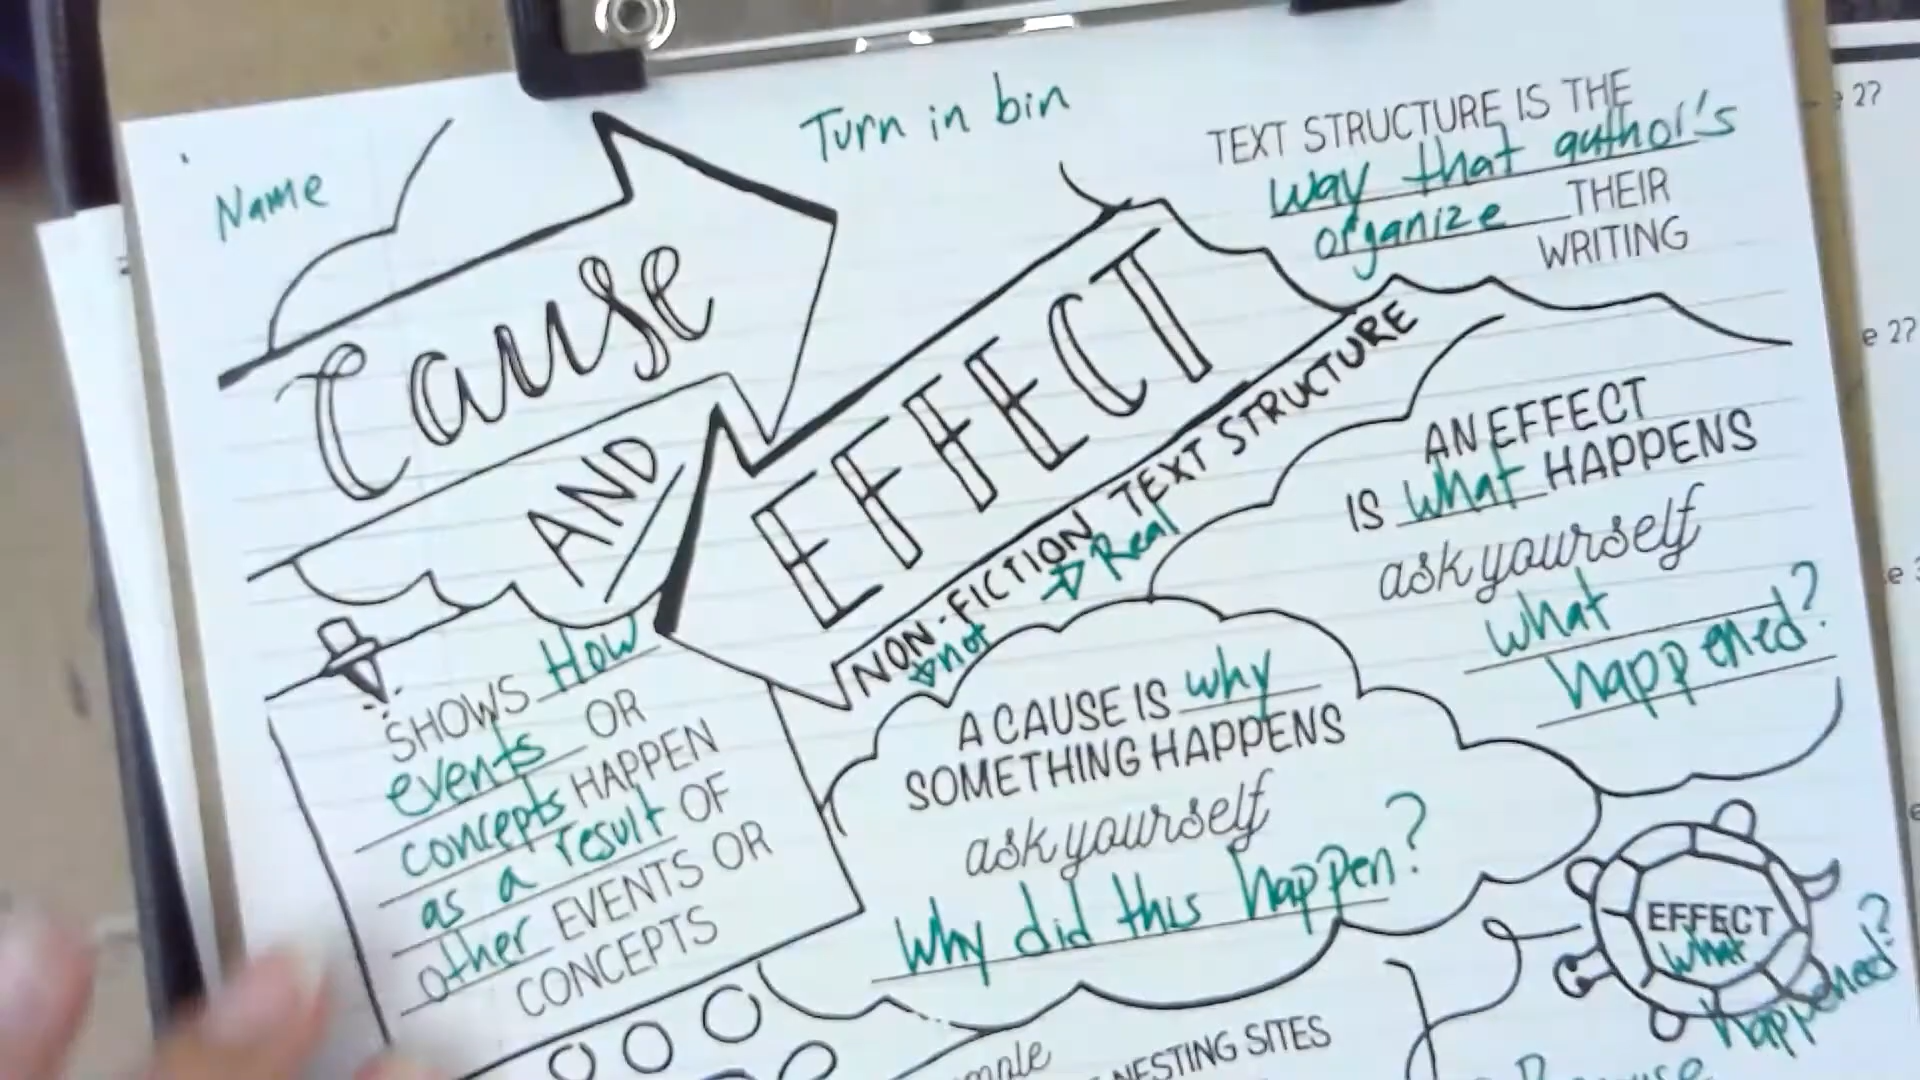 Name
Turn in bin
TEXT STRUCTURE IS THE
way that author's
organize THEIR
WRITING
Cause
AND
EFFECT
NON-FICTION TEXT STRUCTURE
not
Real
AN EFFECT
IS what HAPPENS
ask yourself
what
happened?
SHOWS How
events OR
concepts HAPPEN
as a result OF
other EVENTS OR
CONCEPTS
A CAUSE IS why
SOMETHING HAPPENS
ask yourself
Why did this happen?
EFFECT
What
happened?
NESTING SITES
e 2?
e 2?